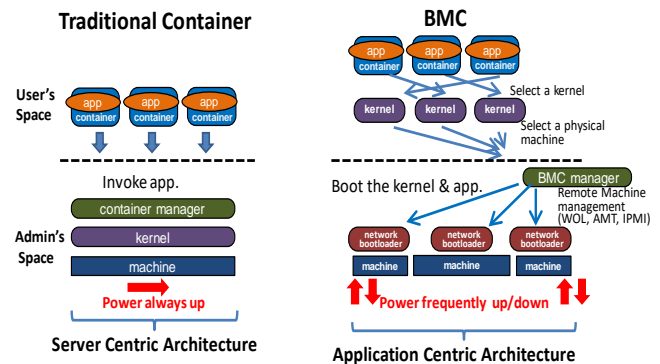 Traditional Container
BMC
User's
Space
app
container
app
container
app
container
app
container
app
container
app
container
Select a kernel
kernel
kernel
kernel
Select a physical
machine
Invoke app.
container manager
Admin's
Space
kernel
machine
Power always up
Server Centric Architecture
Boot the kernel & app.
BMC manager
Remote Machine
management
(WOL, AMT, IPMI)
network
bootloader
network
bootloader
network
bootloader
machine
machine
machine
Power frequently up/down
Application Centric Architecture